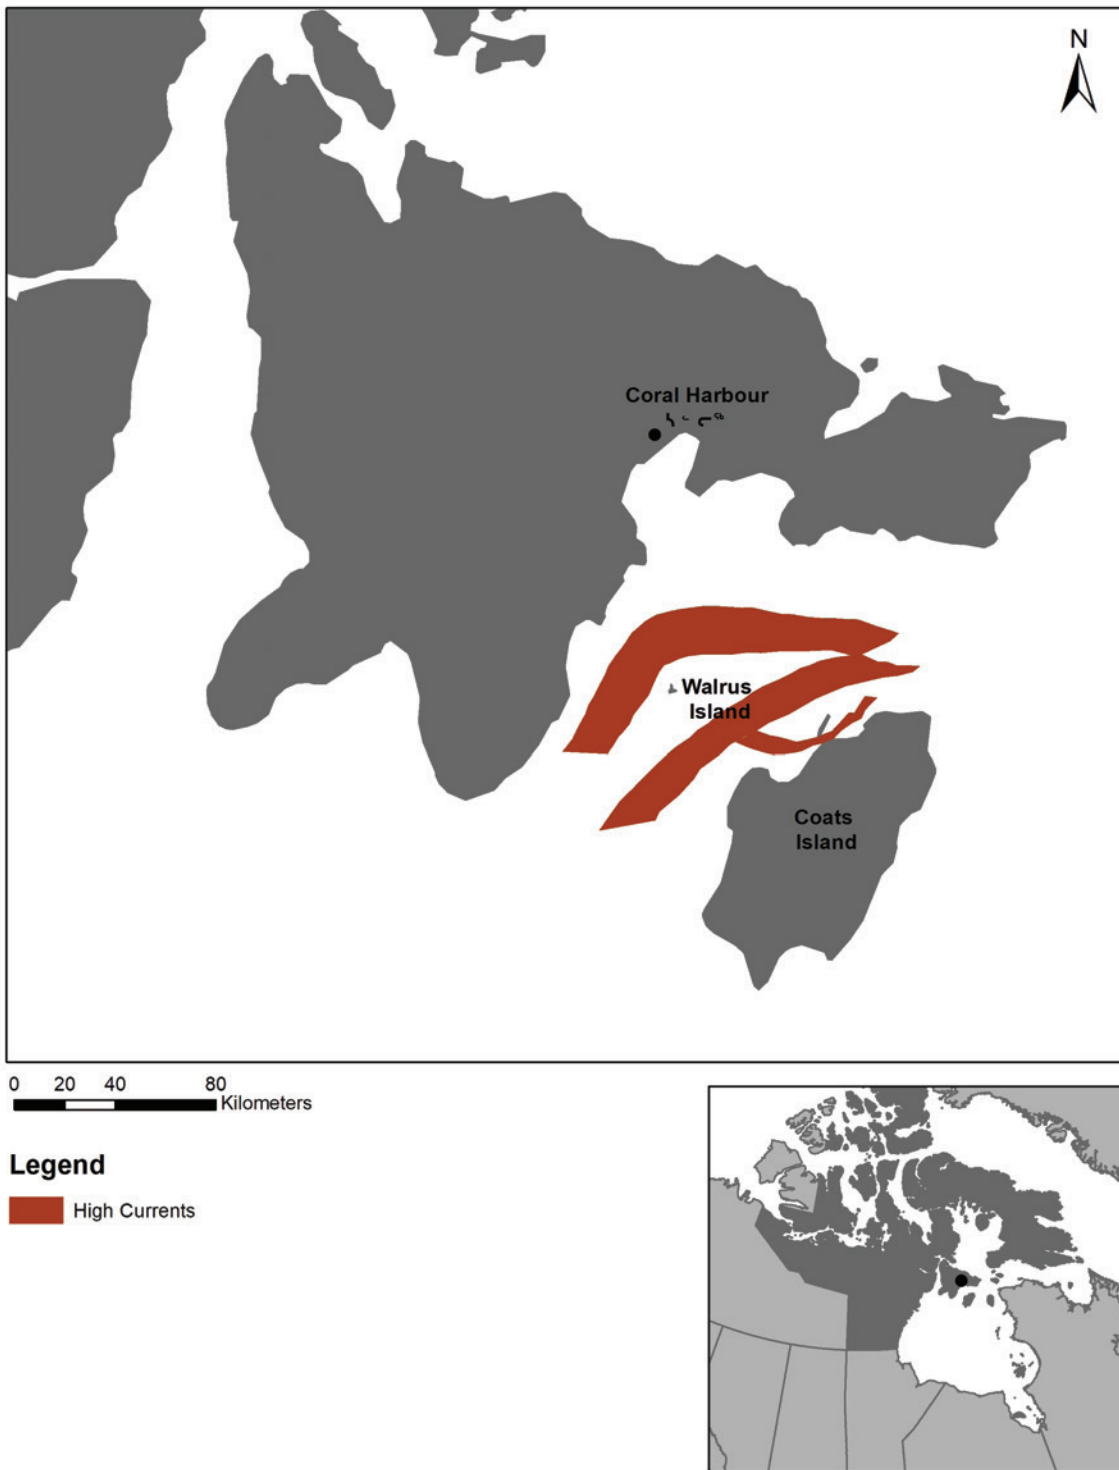 N
Coral Harbour
Walrus
Island
Coats
Island
0 20 40 80
Kilometers
Legend
High Currents